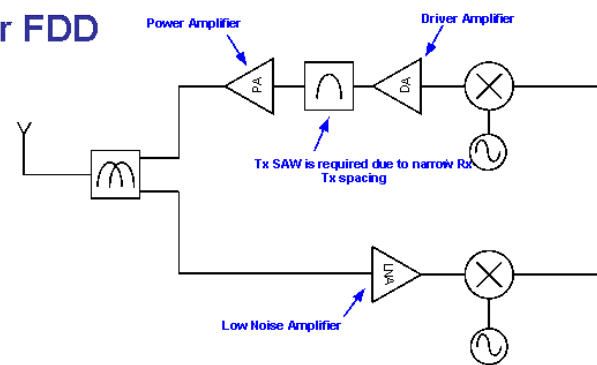 r FDD
Power Amplifier
Driver Amplifier
PA
DA
Tx SAW is required due to narrow Rx
Tx spacing
LNA
Low Noise Amplifier